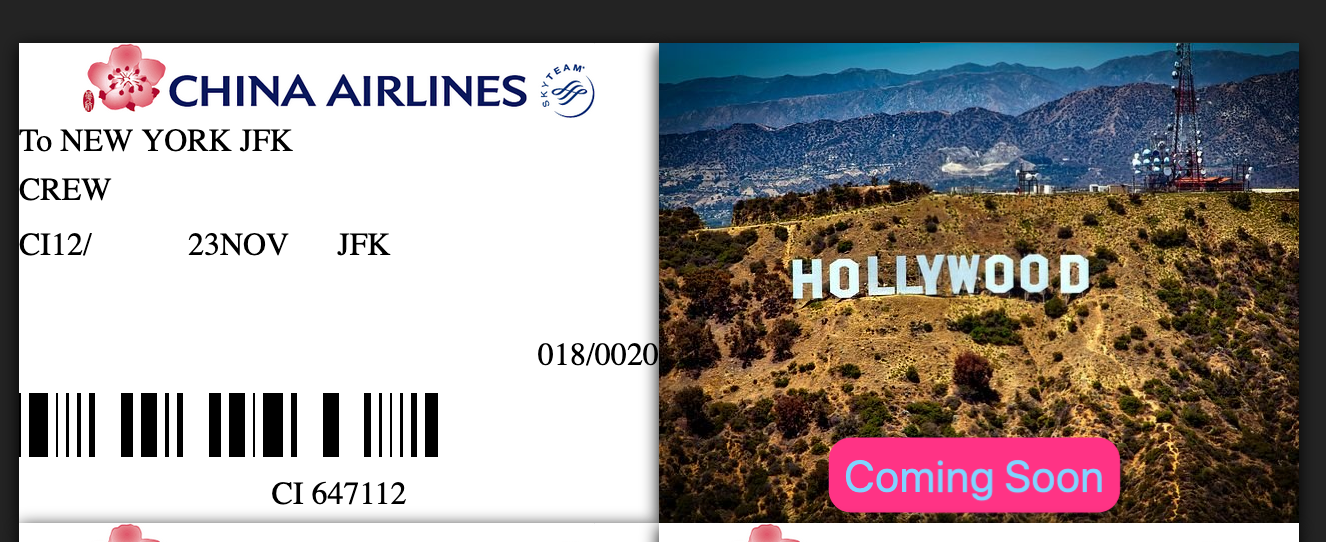 CHINA AIRLINES
SKYTEAM
To NEW YORK JFK
CREW
CI12/ 23NOV JFK
018/0020
CI 647112
HOLLYWOOD
Coming Soon